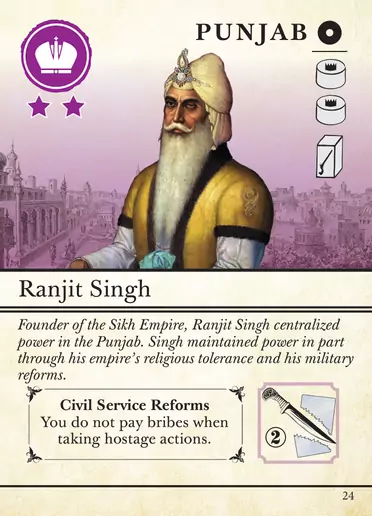 PUNJAB
Ranjit Singh
Founder of the Sikh Empire, Ranjit Singh centralized
power in the Punjab. Singh maintained power in part
through his empire's religious tolerance and his military
reforms.
Civil Service Reforms
You do not pay bribes when
taking hostage actions.
2
24